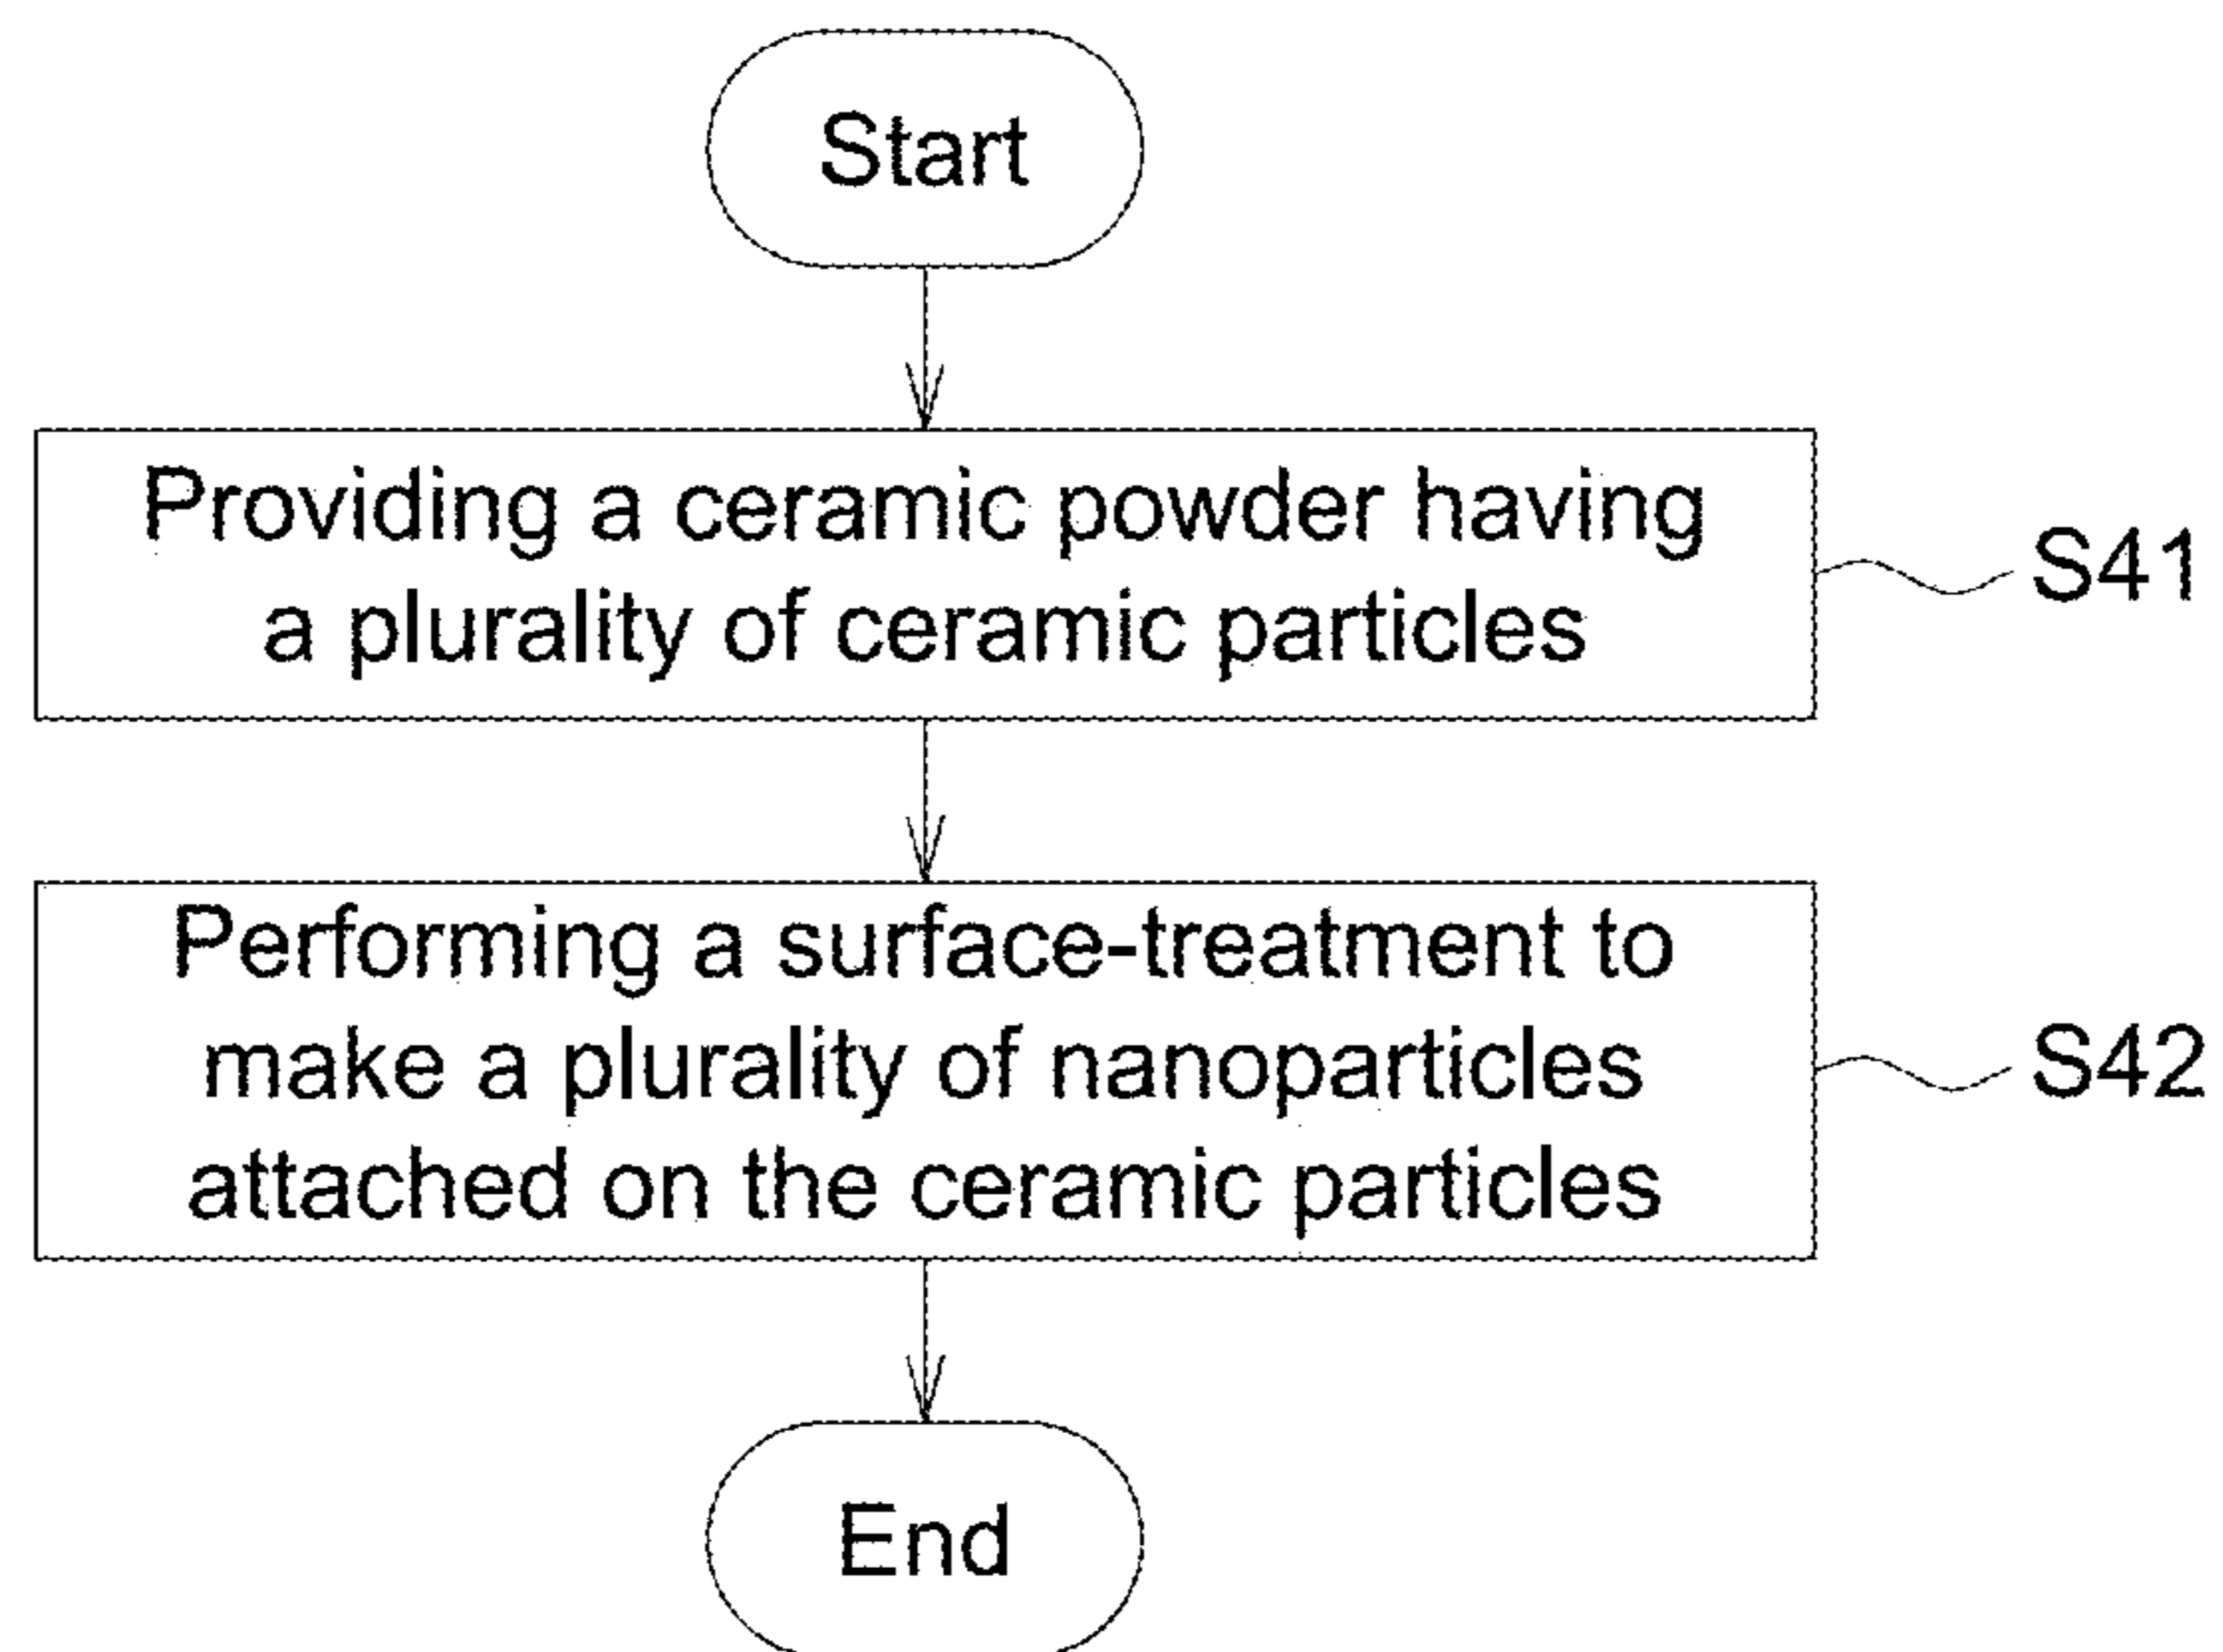 Start
Providing a ceramic powder having
a plurality of ceramic particles
S41
Performing a surface-treatment to
make a plurality of nanoparticles
attached on the ceramic particles
S42
End